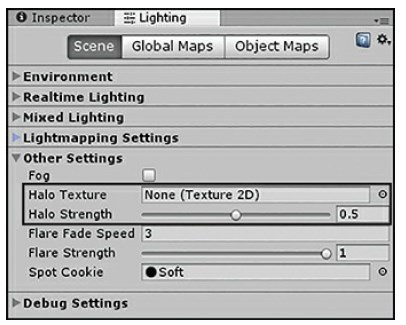 Inspector Lighting
Scene Global Maps Object Maps
Environment
Realtime Lighting
Mixed Lighting
Lightmapping Settings
Other Settings
Fog
Halo Texture None (Texture 2D)
Halo Strength 0.5
Flare Fade Speed 3
Flare Strength 1
Spot Cookie Soft
Debug Settings